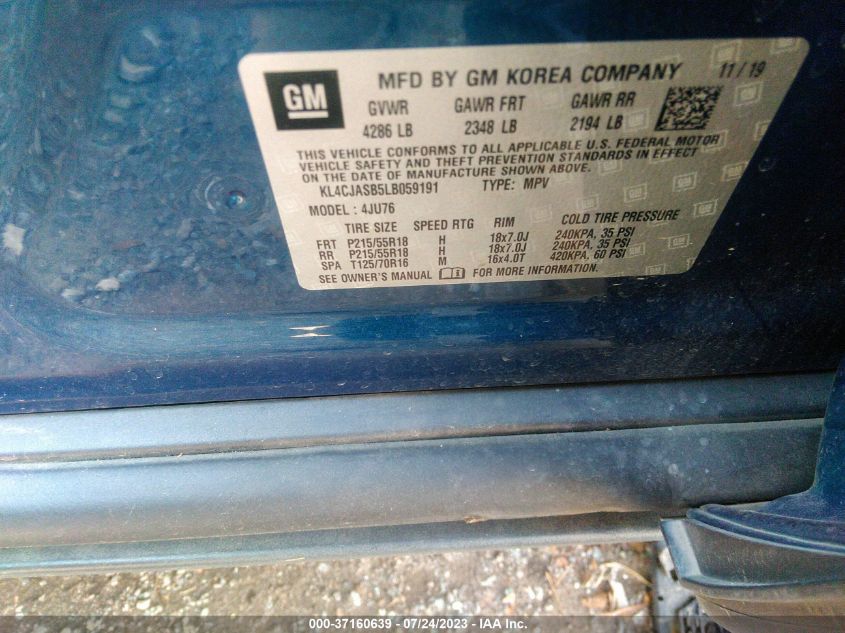 GM
MFD BY GM KOREA COMPANY 11/19
GVWR GAWR FRT GAWR RR
4286 LB 2348 LB 2194 LB
THIS VEHICLE CONFORMS TO ALL APPLICABLE U.S. FEDERAL MOTOR
VEHICLE SAFETY AND THEFT PREVENTION STANDARDS IN EFFECT
ON THE DATE OF MANUFACTURE SHOWN ABOVE.
KL4CJASB5LB059191 TYPE: MPV
MODEL: 4JU76
TIRE SIZE SPEED RTG RIM COLD TIRE PRESSURE
FRT P215/55R18 H 18x7.0J 240KPA, 35 PSI
RR P215/55R18 H 18x7.0J 240KPA, 35 PSI
SPA T125/70R16 M 16x4.0T 420KPA, 60 PSI
SEE OWNER'S MANUAL FOR MORE INFORMATION.
000-37160639 - 07/24/2023 - IAA Inc.